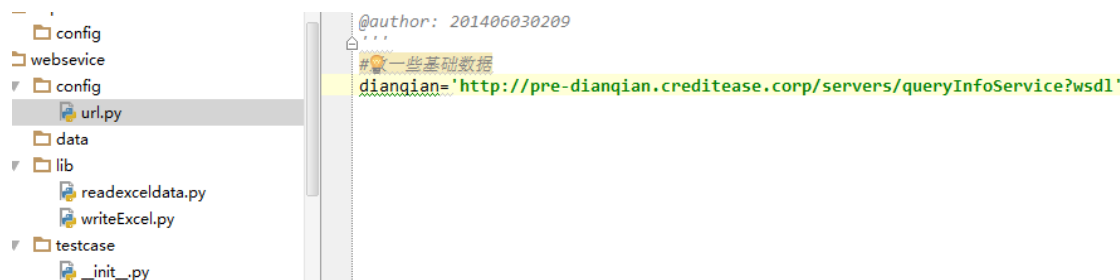 config
websevice
config
url.py
data
lib
readexceldata.py
writeExcel.py
testcase
__init__.py
@author: 201406030209
'''
#一些基础数据
dianqian='http://pre-dianqian.creditease.corp/servers/queryInfoService?wsdl'